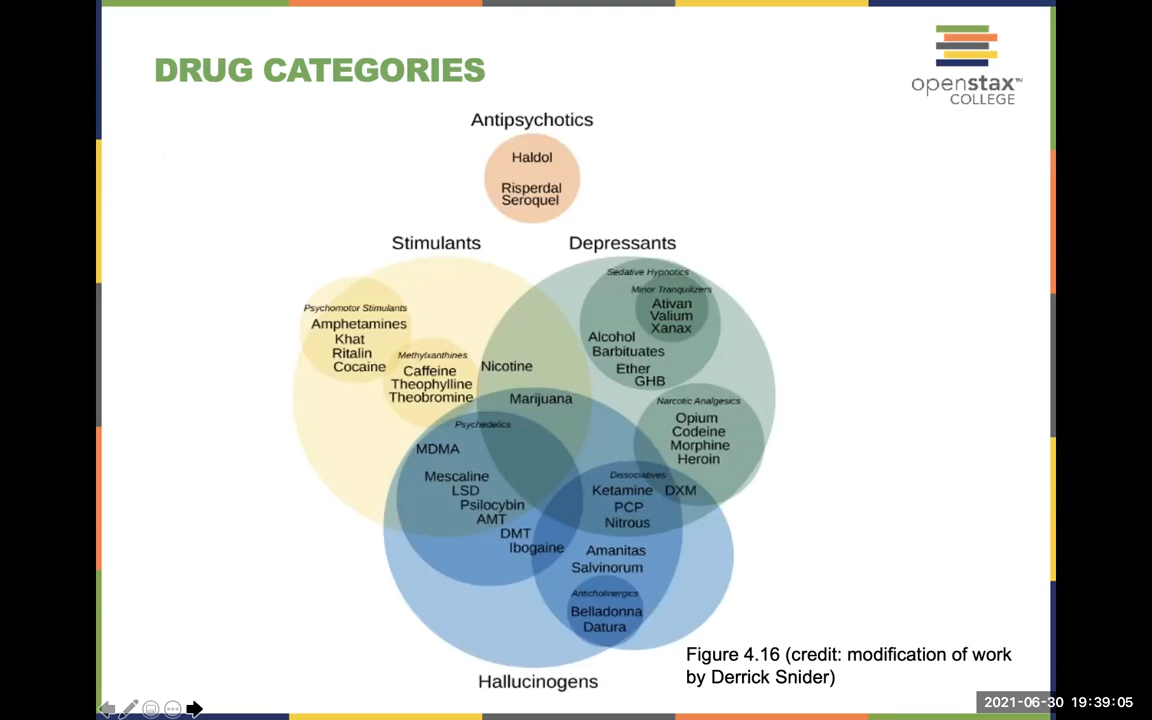 DRUG CATEGORIES
openstax™
COLLEGE
Antipsychotics
Haldol
Risperdal
Seroquel
Stimulants
Depressants
Psychomotor Stimulants
Amphetamines
Khat
Ritalin
Cocaine
Methylxanthines
Caffeine
Theophylline
Theobromine
Nicotine
Marijuana
Sedative Hypnotics
Minor Tranquilizers
Ativan
Valium
Xanax
Alcohol
Barbituates
Ether
GHB
Narcotic Analgesics
Opium
Codeine
Morphine
Heroin
Psychedelics
MDMA
Mescaline
LSD
Psilocybin
AMT
DMT
Ibogaine
Dissociatives
Ketamine
DXM
PCP
Nitrous
Amanitas
Salvinorum
Anticholinergics
Belladonna
Datura
Hallucinogens
Figure 4.16 (credit: modification of work
by Derrick Snider)
2021-06-30 19:39:05